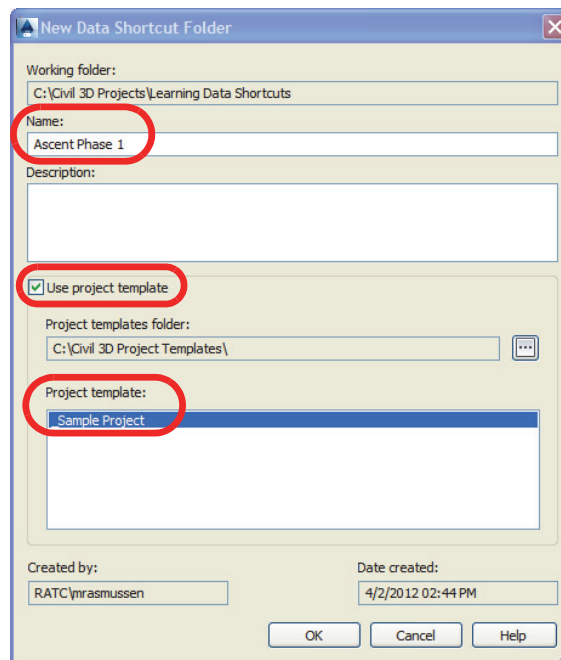 New Data Shortcut Folder
Working folder:
C:\Civil 3D Projects\Learning Data Shortcuts
Name:
Ascent Phase 1
Description:
Use project template
Project templates folder:
C:\Civil 3D Project Templates\
...
Project template:
_Sample Project
Created by:
RATC\mrasmussen
Date created:
4/2/2012 02:44 PM
OK
Cancel
Help